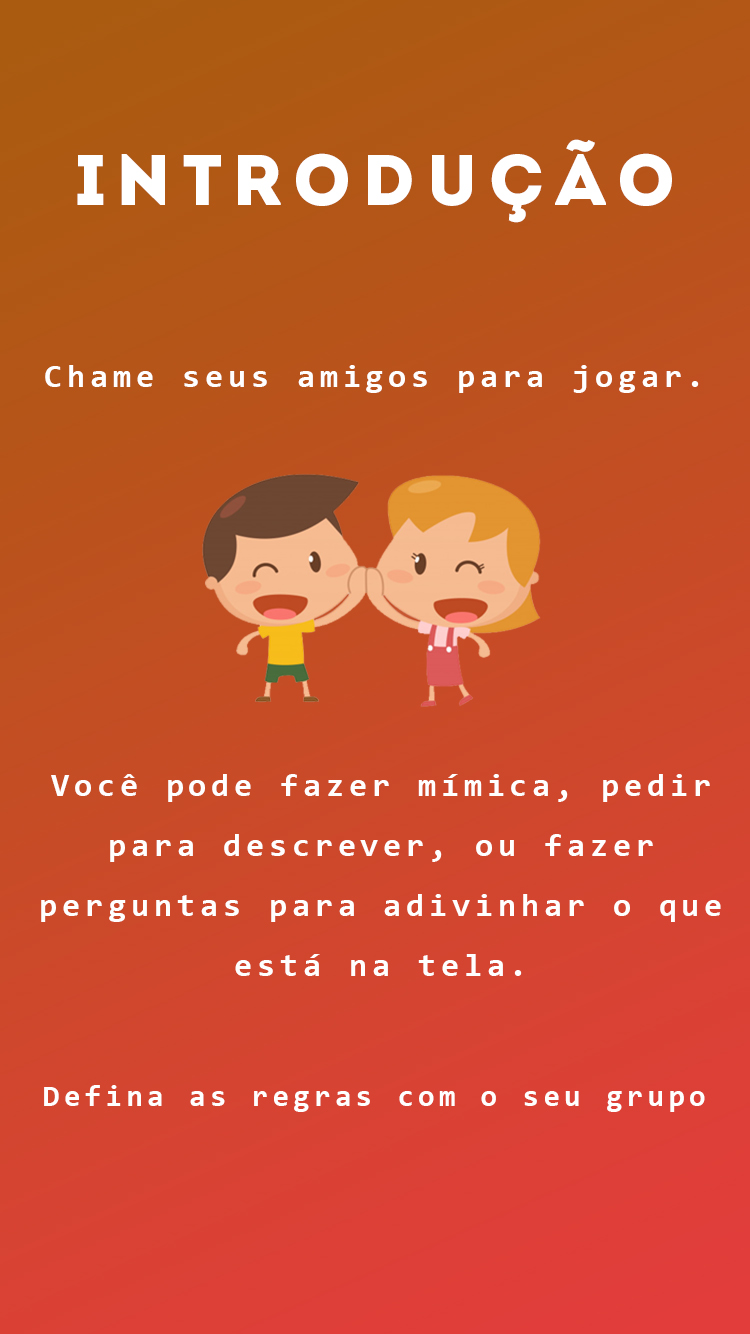 INTRODUÇÃO
Chame seus amigos para jogar.
Você pode fazer mímica, pedir
para descrever, ou fazer
perguntas para adivinhar o que
está na tela.
Defina as regras com o seu grupo